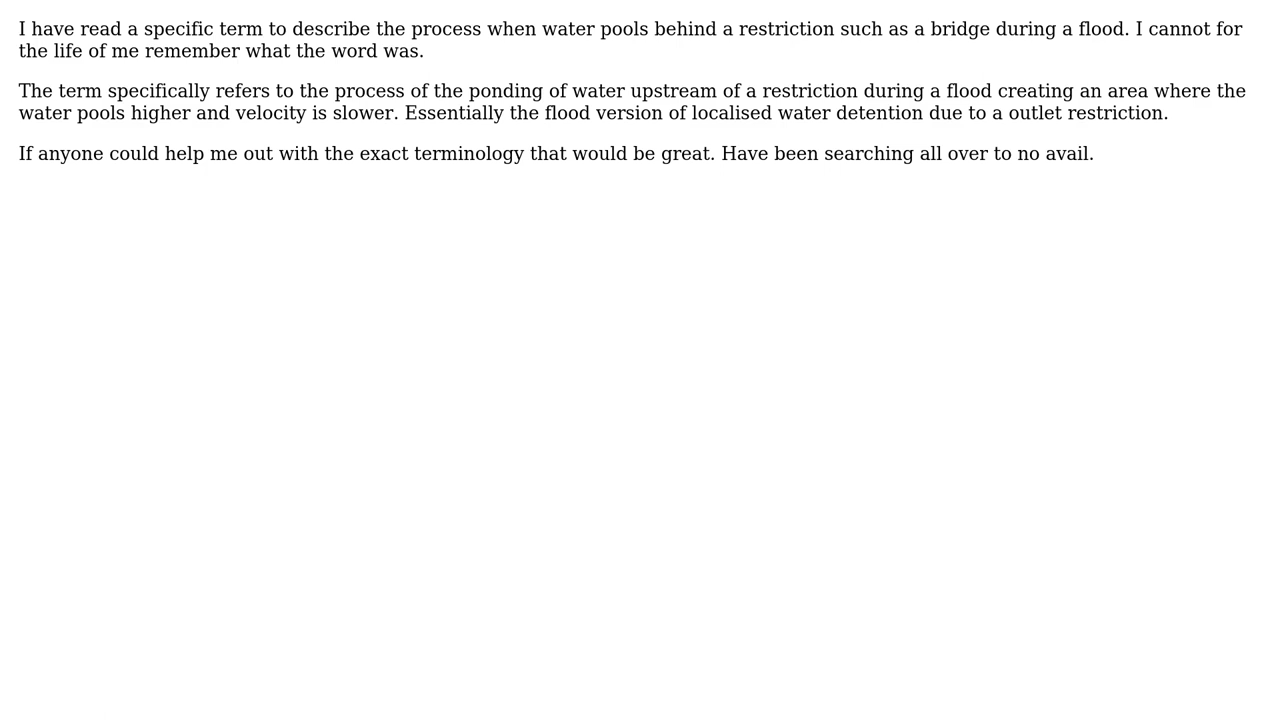 I have read a specific term to describe the process when water pools behind a restriction such as a bridge during a flood. I cannot for
the life of me remember what the word was.
The term specifically refers to the process of the ponding of water upstream of a restriction during a flood creating an area where the
water pools higher and velocity is slower. Essentially the flood version of localised water detention due to a outlet restriction.
If anyone could help me out with the exact terminology that would be great. Have been searching all over to no avail.